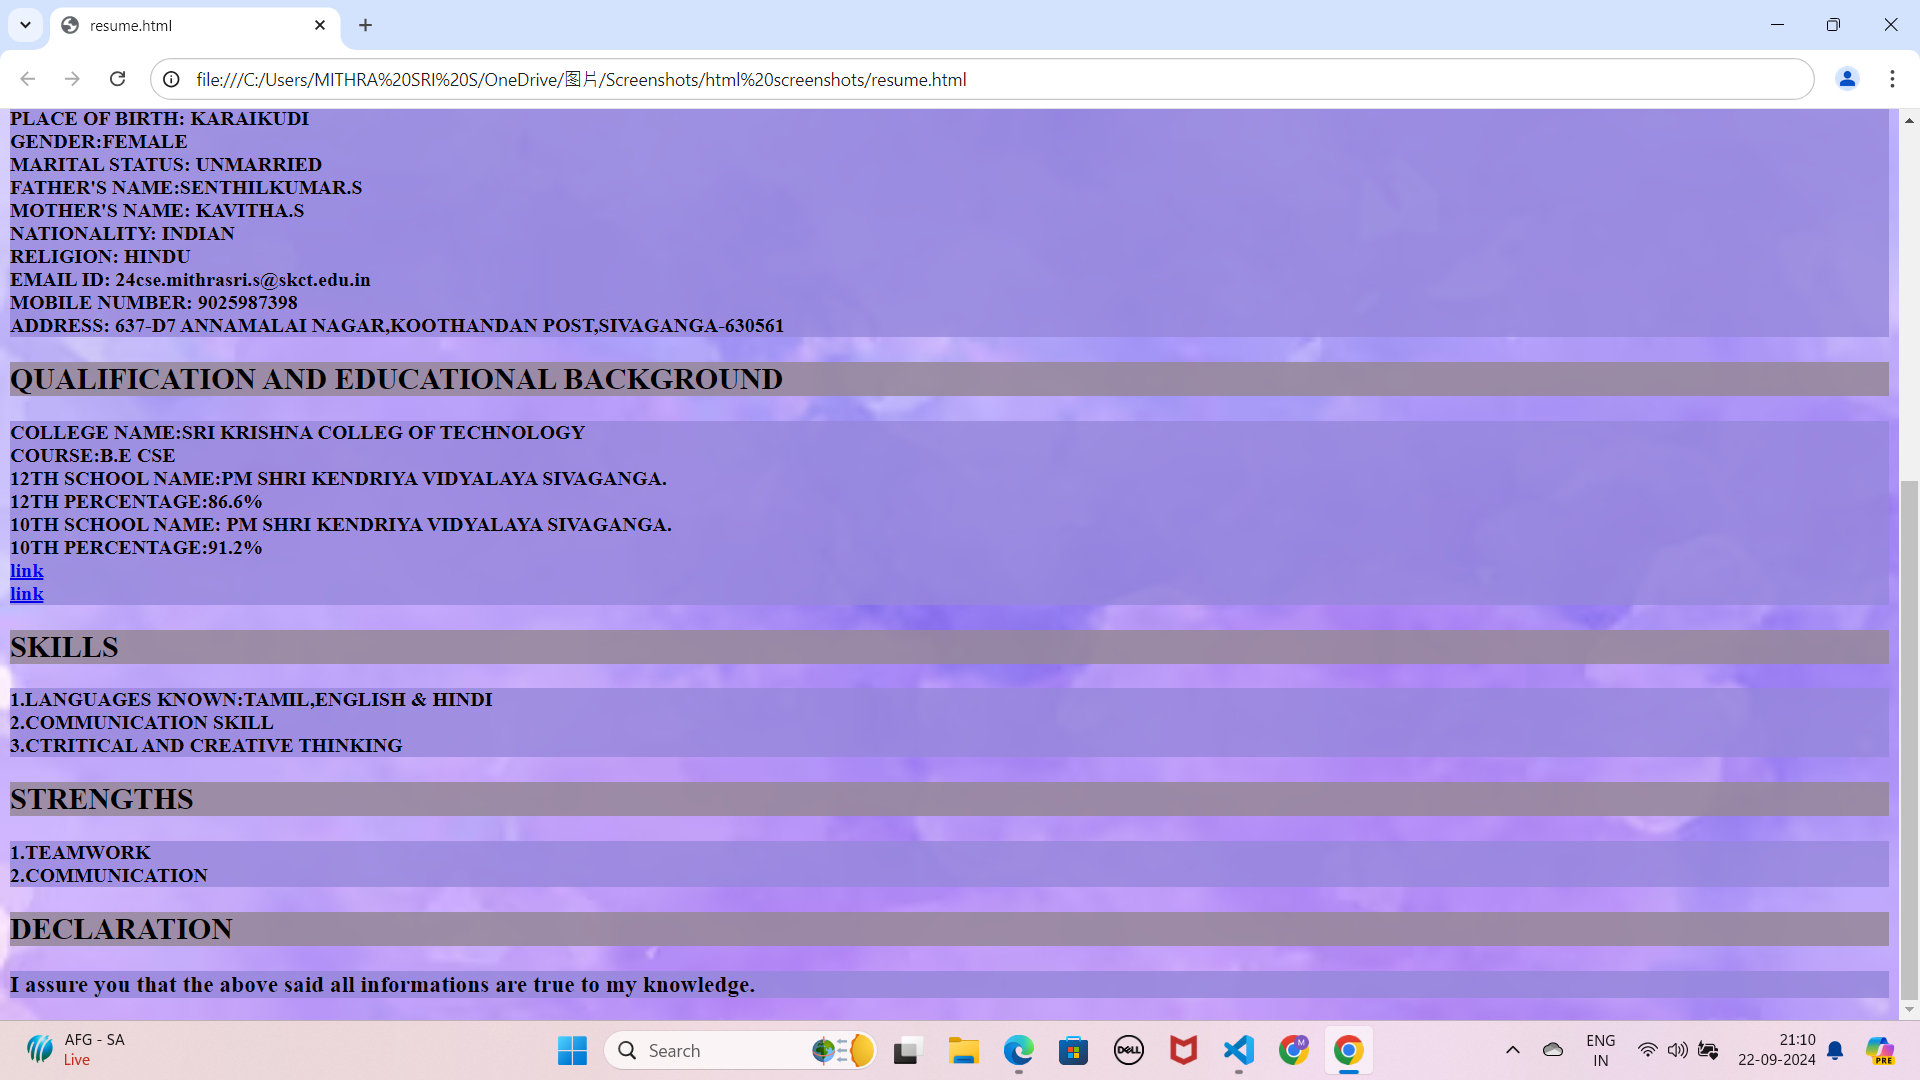 resume.html
file:///C:/Users/MITHRA%20SRI%20S/OneDrive/图片/Screenshots/html%20screenshots/resume.html
PLACE OF BIRTH: KARAIKUDI
GENDER:FEMALE
MARITAL STATUS: UNMARRIED
FATHER'S NAME:SENTHILKUMAR.S
MOTHER'S NAME: KAVITHA.S
NATIONALITY: INDIAN
RELIGION: HINDU
EMAIL ID: 24cse.mithrasri.s@skct.edu.in
MOBILE NUMBER: 9025987398
ADDRESS: 637-D7 ANNAMALAI NAGAR,KOOTHANDAN POST,SIVAGANGA-630561
QUALIFICATION AND EDUCATIONAL BACKGROUND
COLLEGE NAME:SRI KRISHNA COLLEG OF TECHNOLOGY
COURSE:B.E CSE
12TH SCHOOL NAME:PM SHRI KENDRIYA VIDYALAYA SIVAGANGA.
12TH PERCENTAGE:86.6%
10TH SCHOOL NAME: PM SHRI KENDRIYA VIDYALAYA SIVAGANGA.
10TH PERCENTAGE:91.2%
link
link
SKILLS
1.LANGUAGES KNOWN:TAMIL,ENGLISH & HINDI
2.COMMUNICATION SKILL
3.CTRITICAL AND CREATIVE THINKING
STRENGTHS
1.TEAMWORK
2.COMMUNICATION
DECLARATION
I assure you that the above said all informations are true to my knowledge.
AFG - SA
Live
Search
DELL
M
ENG
IN
21:10
22-09-2024
PRE